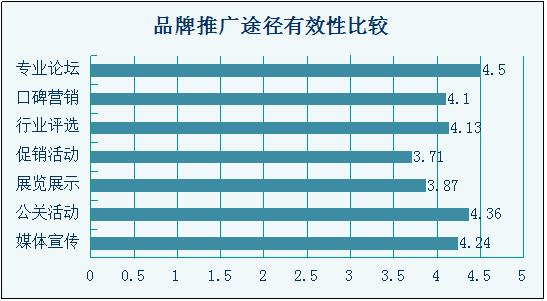 品牌推广途径有效性比较
专业论坛 4.5
口碑营销 4.1
行业评选 4.13
促销活动 3.71
展览展示 3.87
公关活动 4.36
媒体宣传 4.24
0 0.5 1 1.5 2 2.5 3 3.5 4 4.5 5